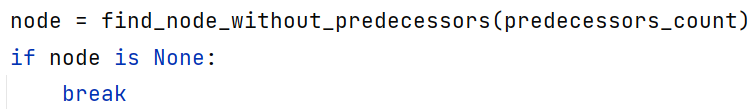 node = find_node_without_predecessors(predecessors_count)
if node is None:
    break